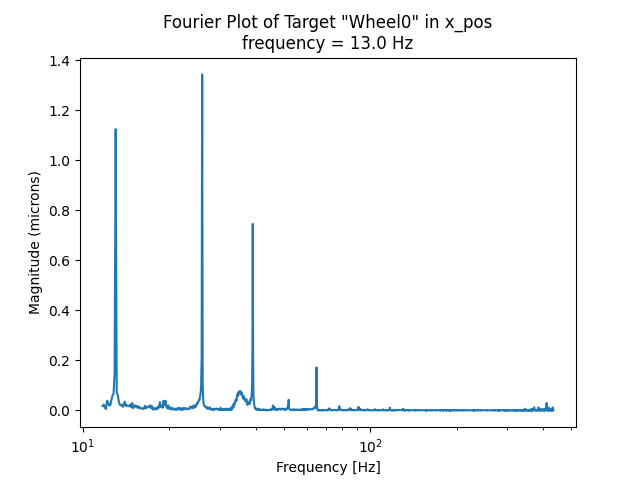 Fourier Plot of Target "Wheel0" in x_pos
frequency = 13.0 Hz
1.4
1.2
1.0
0.8
0.6
0.4
0.2
0.0
Magnitude (microns)
10¹
10²
Frequency [Hz]